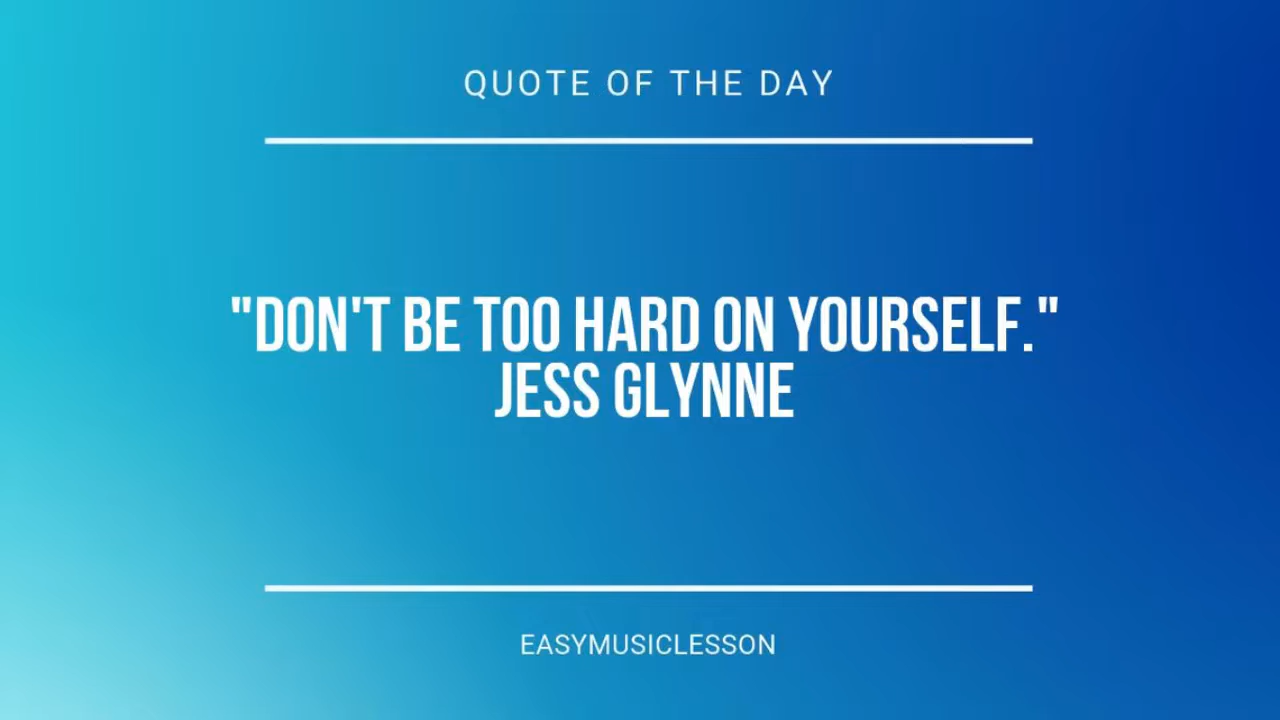 QUOTE OF THE DAY
"DON'T BE TOO HARD ON YOURSELF."
JESS GLYNNE
EASYMUSICLESSON